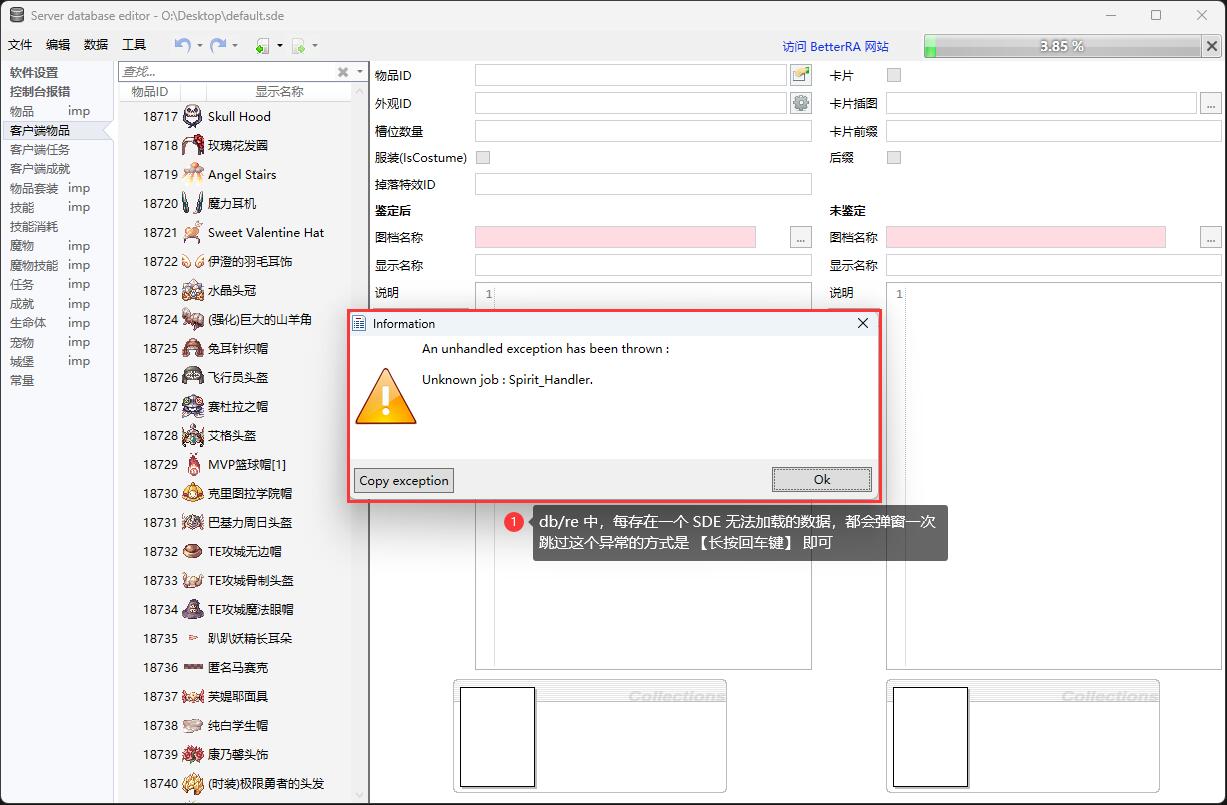 Server database editor - O:\Desktop\default.sde
文件 编辑 数据 工具
访问 BetterRA 网站
3.85 %
软件设置
控制台报错
物品 imp
客户端物品
客户端任务
客户端成就
物品套装 imp
技能 imp
技能消耗
魔物 imp
魔物技能 imp
任务 imp
成就 imp
生命体 imp
宠物 imp
城堡 imp
常量
查找...
物品ID 显示名称
18717 Skull Hood
18718 玫瑰花发圈
18719 Angel Stairs
18720 魔力耳机
18721 Sweet Valentine Hat
18722 伊澄的羽毛耳饰
18723 水晶头冠
18724 (强化)巨大的山羊角
18725 兔耳针织帽
18726 飞行员头盔
18727 赛杜拉之帽
18728 艾格头盔
18729 MVP篮球帽[1]
18730 克里图拉学院帽
18731 巴基力周日头盔
18732 TE攻城无边帽
18733 TE攻城骨制头盔
18734 TE攻城魔法眼帽
18735 趴趴妖精长耳朵
18736 匿名马赛克
18737 芙媞耶面具
18738 纯白学生帽
18739 康乃馨头饰
18740 (时装)极限勇者的头发
物品ID
外观ID
槽位数量
服装(IsCostume)
掉落特效ID
鉴定后
图档名称 ...
显示名称
说明 1
卡片
卡片插图 ...
卡片前缀
后缀
未鉴定
图档名称 ...
显示名称
说明 1
Information
An unhandled exception has been thrown :
Unknown job : Spirit_Handler.
Copy exception Ok
1 db/re 中，每存在一个 SDE 无法加载的数据，都会弹窗一次
跳过这个异常的方式是 【长按回车键】 即可
Collections
Collections